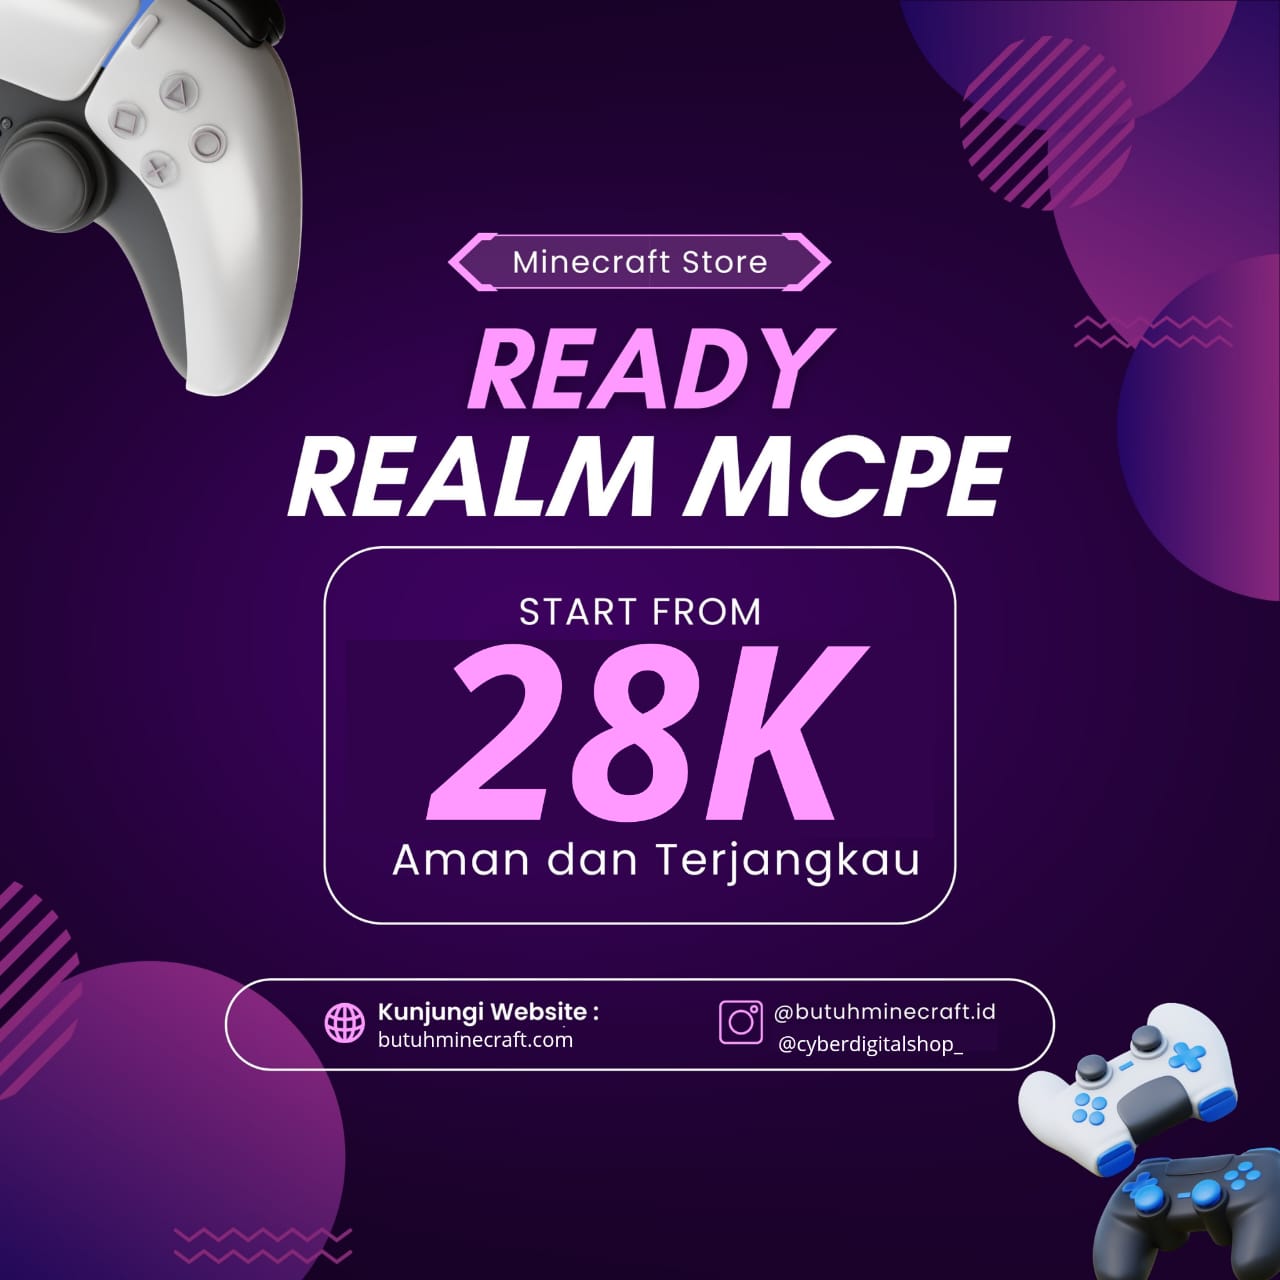 Minecraft Store
READY
REALM MCPE
START FROM
28K
Aman dan Terjangkau
Kunjungi Website :
butuhminecraft.com
@butuhminecraft.id
@cyberdigitalshop_